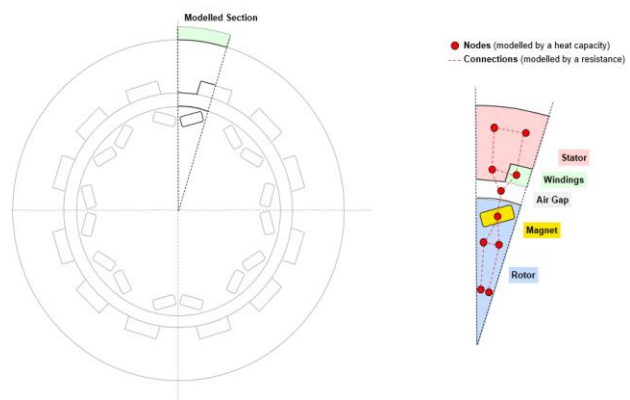 Modelled Section
Nodes (modelled by a heat capacity)
Connections (modelled by a resistance)
Stator
Windings
Air Gap
Magnet
Rotor